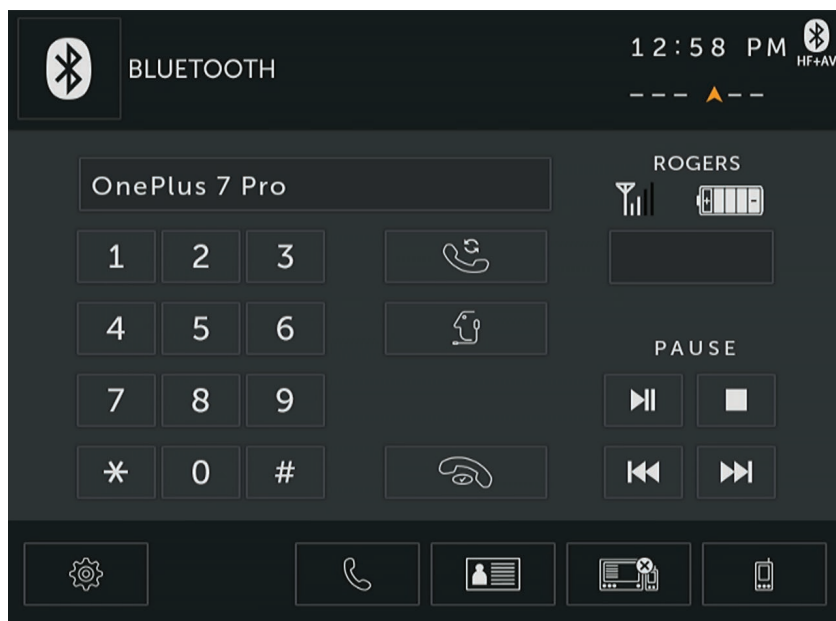 BLUETOOTH
12:58 PM
HF+AV
--- --
OnePlus 7 Pro
ROGERS
1 2 3
4 5 6
PAUSE
7 8 9
* 0 #